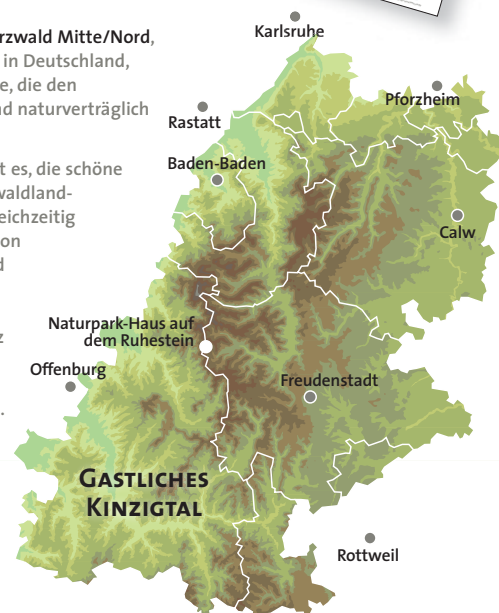 rzwald Mitte/Nord,
in Deutschland,
e, die den
d naturverträglich
t es, die schöne
waldland-
eichzeitig
on
d
z
.
Karlsruhe
Pforzheim
Rastatt
Baden-Baden
Calw
Naturpark-Haus auf
dem Ruhestein
Offenburg
Freudenstadt
GASTLICHES
KINZIGTAL
Rottweil